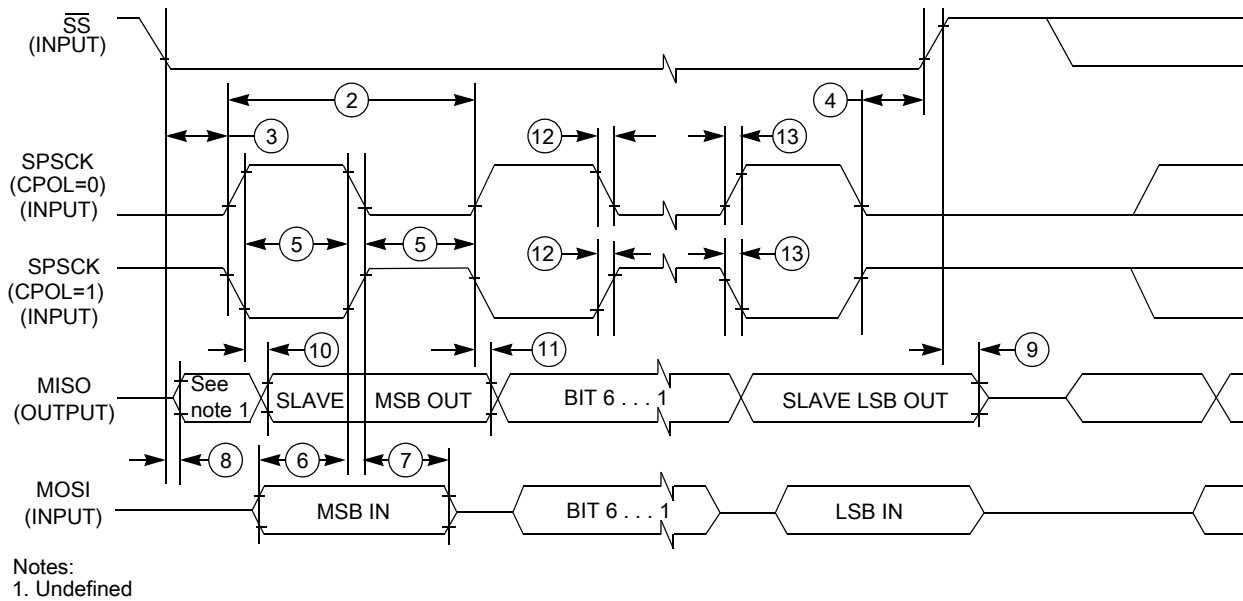 SS
(INPUT)
2
4
3
12
13
SPSCK
(CPOL=0)
(INPUT)
5
5
12
13
SPSCK
(CPOL=1)
(INPUT)
10
11
9
MISO
(OUTPUT)
See
note 1
SLAVE
MSB OUT
BIT 6 . . . 1
SLAVE LSB OUT
8
6
7
MOSI
(INPUT)
MSB IN
BIT 6 . . . 1
LSB IN
Notes:
1. Undefined